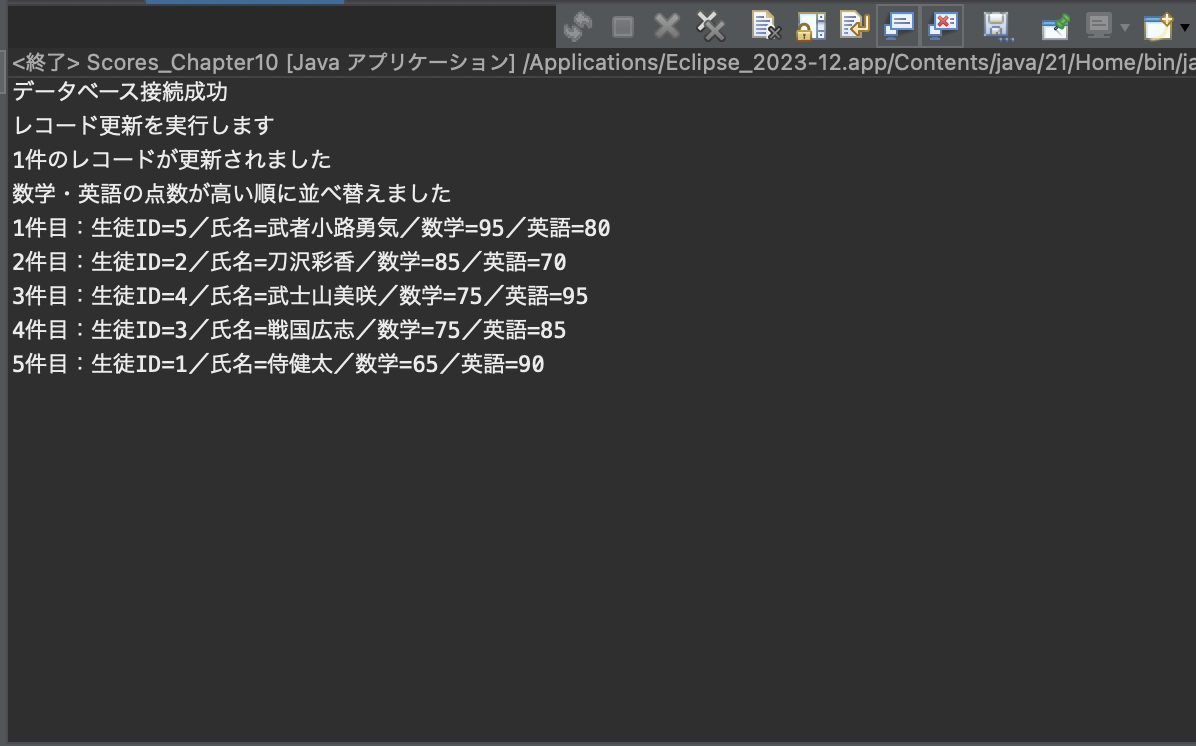 <終了> Scores_Chapter10 [Java アプリケーション] /Applications/Eclipse_2023-12.app/Contents/java/21/Home/bin/ja
データベース接続成功
レコード更新を実行します
1件のレコードが更新されました
数学・英語の点数が高い順に並べ替えました
1件目：生徒ID=5／氏名=武者小路勇気／数学=95／英語=80
2件目：生徒ID=2／氏名=刀沢彩香／数学=85／英語=70
3件目：生徒ID=4／氏名=武士山美咲／数学=75／英語=95
4件目：生徒ID=3／氏名=戦国広志／数学=75／英語=85
5件目：生徒ID=1／氏名=侍健太／数学=65／英語=90